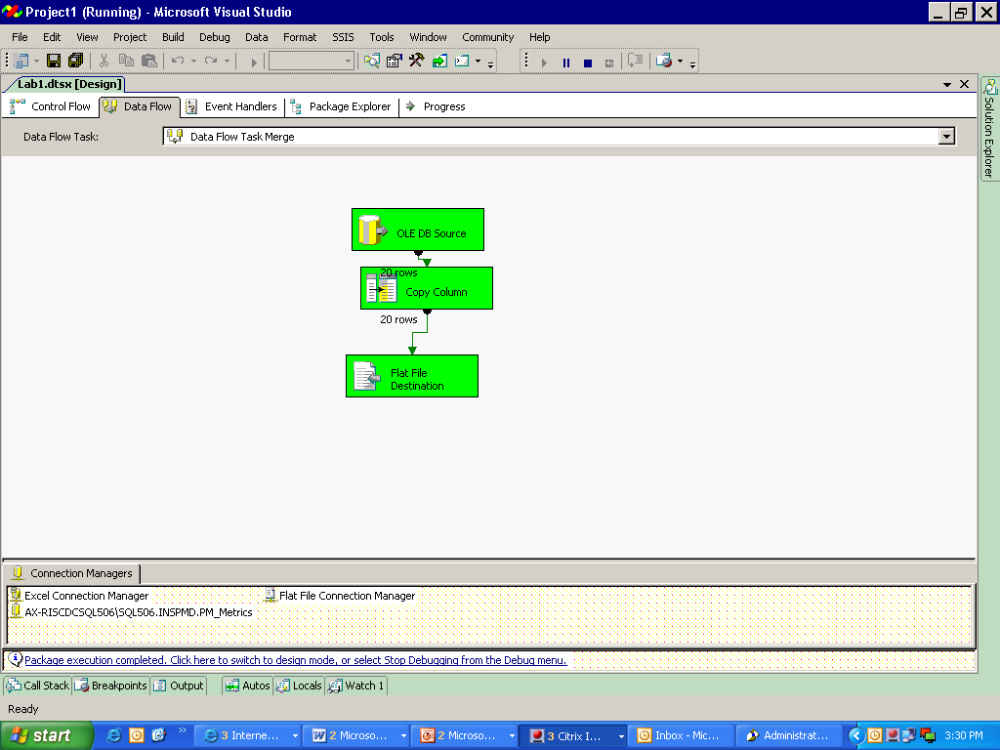 Project1 (Running) - Microsoft Visual Studio
File Edit View Project Build Debug Data Format SSIS Tools Window Community Help
Lab1.dtsx [Design]
Control Flow Data Flow Event Handlers Package Explorer Progress
Solution Explorer
Data Flow Task: Data Flow Task Merge
OLE DB Source
20 rows
Copy Column
20 rows
Flat File
Destination
Connection Managers
Excel Connection Manager Flat File Connection Manager
AX-RISCDCSQL506\SQL506.INSPMD.PM_Metrics
Package execution completed. Click here to switch to design mode, or select Stop Debugging from the Debug menu.
Call Stack Breakpoints Output Autos Locals Watch 1
Ready
start 3 Interne... 2 Microso... 2 Microso... 3 Citrix I... Inbox - Mic... Administrat... 3:30 PM